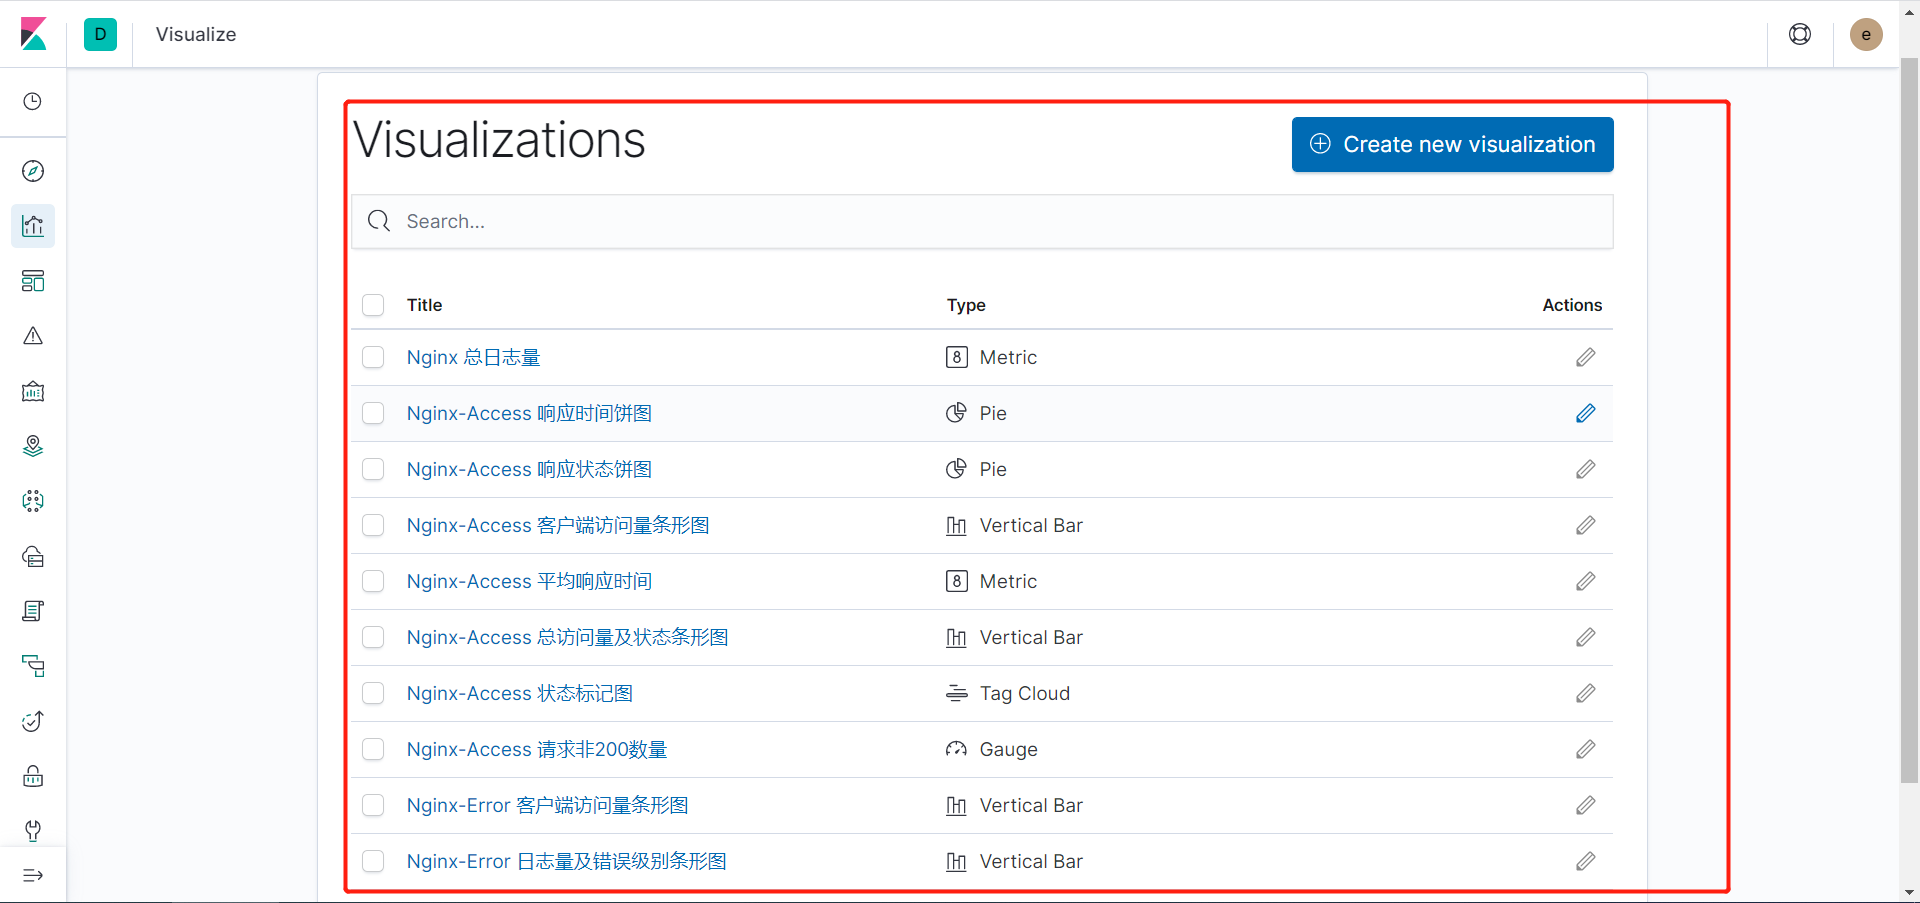 D Visualize e
Visualizations
Create new visualization
Search...
Title Type Actions
Nginx 总日志量 8 Metric
Nginx-Access 响应时间饼图 Pie
Nginx-Access 响应状态饼图 Pie
Nginx-Access 客户端访问量条形图 Vertical Bar
Nginx-Access 平均响应时间 8 Metric
Nginx-Access 总访问量及状态条形图 Vertical Bar
Nginx-Access 状态标记图 Tag Cloud
Nginx-Access 请求非200数量 Gauge
Nginx-Error 客户端访问量条形图 Vertical Bar
Nginx-Error 日志量及错误级别条形图 Vertical Bar